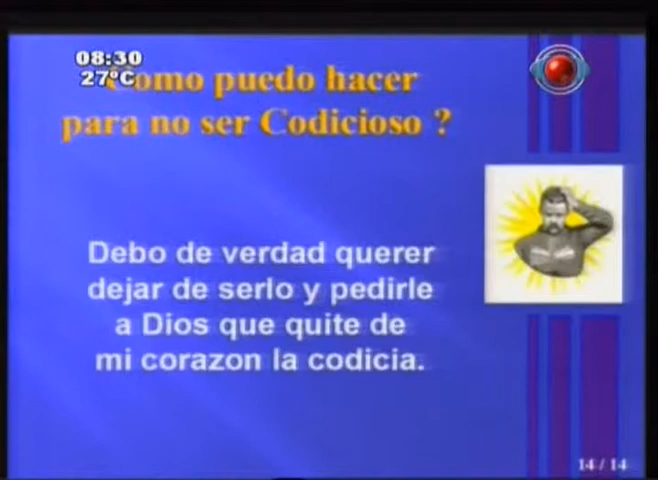 08:30
27°C
Como puedo hacer
para no ser Codicioso ?
Debo de verdad querer
dejar de serlo y pedirle
a Dios que quite de
mi corazon la codicia.
14 / 14